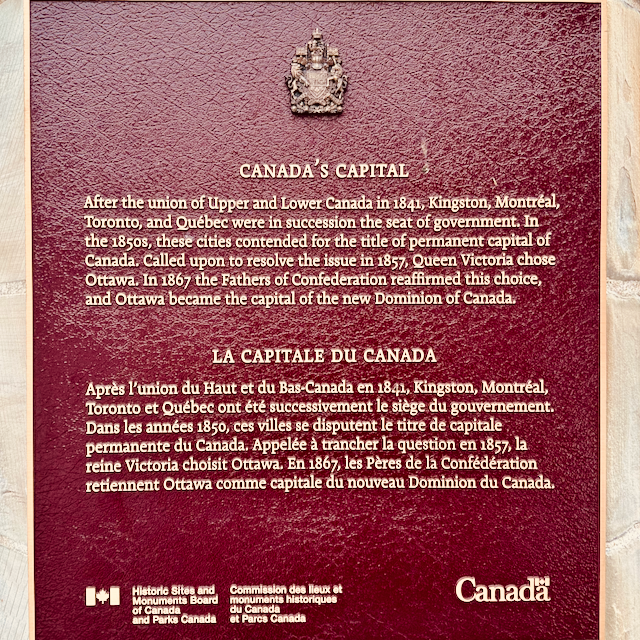 CANADA'S CAPITAL
After the union of Upper and Lower Canada in 1841, Kingston, Montréal,
Toronto, and Québec were in succession the seat of government. In
the 1850s, these cities contended for the title of permanent capital of
Canada. Called upon to resolve the issue in 1857, Queen Victoria chose
Ottawa. In 1867 the Fathers of Confederation reaffirmed this choice,
and Ottawa became the capital of the new Dominion of Canada.
LA CAPITALE DU CANADA
Après l'union du Haut et du Bas-Canada en 1841, Kingston, Montréal,
Toronto et Québec ont été successivement le siège du gouvernement.
Dans les années 1850, ces villes se disputent le titre de capitale
permanente du Canada. Appelée à trancher la question en 1857, la
reine Victoria choisit Ottawa. En 1867, les Pères de la Confédération
retiennent Ottawa comme capitale du nouveau Dominion du Canada.
Historic Sites and
Monuments Board
of Canada
and Parks Canada
Commission des lieux et
monuments historiques
du Canada
et Parcs Canada
Canada